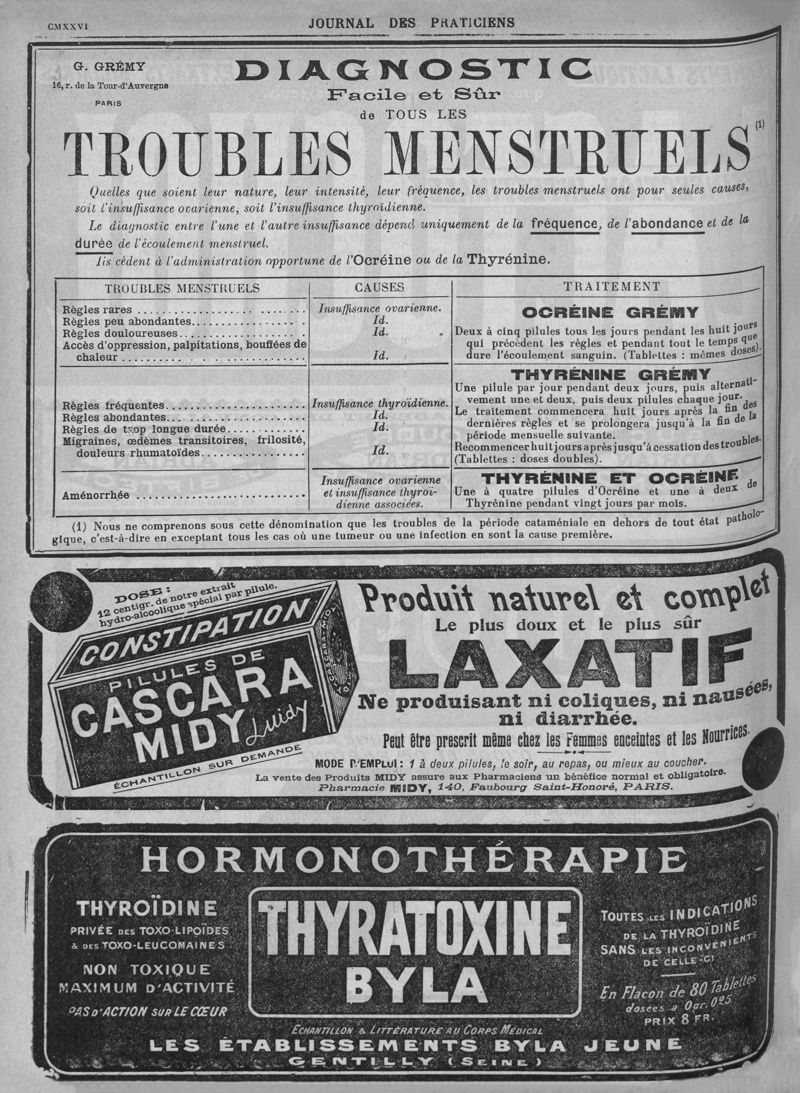 CMXXVI
JOURNAL DES PRATICIENS
G. GRÉMY
16, r. de la Tour-d'Auvergne
PARIS
DIAGNOSTIC
Facile et Sûr
de TOUS LES
TROUBLES MENSTRUELS (1)
Quelles que soient leur nature, leur intensité, leur fréquence, les troubles menstruels ont pour seules causes,
soit l'insuffisance ovarienne, soit l'insuffisance thyroïdienne.
Le diagnostic entre l'une et l'autre insuffisance dépend uniquement de la fréquence, de l'abondance et de la
durée de l'écoulement menstruel.
Ils cèdent à l'administration opportune de l'Ocréine ou de la Thyrénine.
TROUBLES MENSTRUELS
CAUSES
TRAITEMENT
Règles rares
Règles peu abondantes
Règles douloureuses
Accès d'oppression, palpitations, bouffées de
chaleur
Insuffisance ovarienne.
Id.
Id.
Id.
OCRÉINE GRÉMY
Deux à cinq pilules tous les jours pendant les huit jours
qui précèdent les règles et pendant tout le temps que
dure l'écoulement sanguin. (Tablettes : mêmes doses).
Règles fréquentes
Règles abondantes
Règles de trop longue durée
Migraines, œdèmes transitoires, frilosité,
douleurs rhumatoïdes
Insuffisance thyroïdienne.
Id.
Id.
Id.
THYRÉNINE GRÉMY
Une pilule par jour pendant deux jours, puis alternati-
vement une et deux, puis deux pilules chaque jour.
Le traitement commencera huit jours après la fin des
dernières règles et se prolongera jusqu'à la fin de la
période mensuelle suivante.
Recommencer huit jours après jusqu'à cessation des troubles.
(Tablettes : doses doubles).
Aménorrhée
Insuffisance ovarienne
et insuffisance thyroï-
dienne associées.
THYRÉNINE ET OCRÉINE
Une à quatre pilules d'Ocréine et une à deux de
Thyrénine pendant vingt jours par mois.
(1) Nous ne comprenons sous cette dénomination que les troubles de la période cataméniale en dehors de tout état patholo-
gique, c'est-à-dire en exceptant tous les cas où une tumeur ou une infection en sont la cause première.
DOSE :
12 centigr. de notre extrait
hydro-alcoolique spécial par pilule.
CONSTIPATION
PILULES DE
CASCARA
MIDY
Luidy
ÉCHANTILLON SUR DEMANDE
Produit naturel et complet
Le plus doux et le plus sûr
LAXATIF
Ne produisant ni coliques, ni nausées,
ni diarrhée.
Peut être prescrit même chez les Femmes enceintes et les Nourrices.
MODE D'EMPLOI : 1 à deux pilules, le soir, au repas, ou mieux au coucher.
La vente des Produits MIDY assure aux Pharmaciens un bénéfice normal et obligatoire.
Pharmacie MIDY, 140, Faubourg Saint-Honoré, PARIS.
HORMONOTHÉRAPIE
THYROÏDINE
PRIVÉE DES TOXO-LIPOÏDES
& DES TOXO-LEUCOMAINES
NON TOXIQUE
MAXIMUM D'ACTIVITÉ
PAS D'ACTION SUR LE CŒUR
THYRATOXINE
BYLA
TOUTES LES INDICATIONS
DE LA THYROÏDINE
SANS LES INCONVÉNIENTS
DE CELLE-CI
En Flacon de 80 Tablettes
dosées à 0gr.025
PRIX 8 FR.
ECHANTILLON & LITTÉRATURE AU CORPS MÉDICAL
LES ÉTABLISSEMENTS BYLA JEUNE
GENTILLY (SEINE)